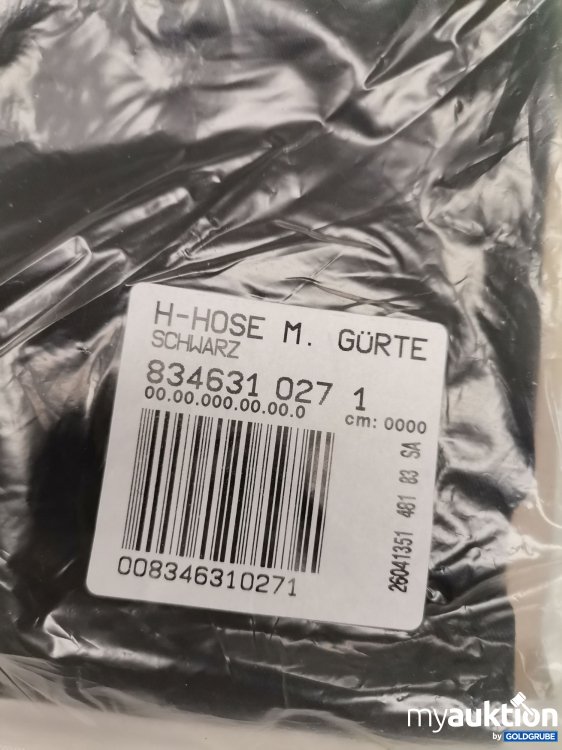 H-HOSE M. GÜRTE
SCHWARZ
834631 027 1
00.00.000.00.00.0 cm: 0000
008346310271
26041351 481 83 SA
myauktion
by GOLDGRUBE